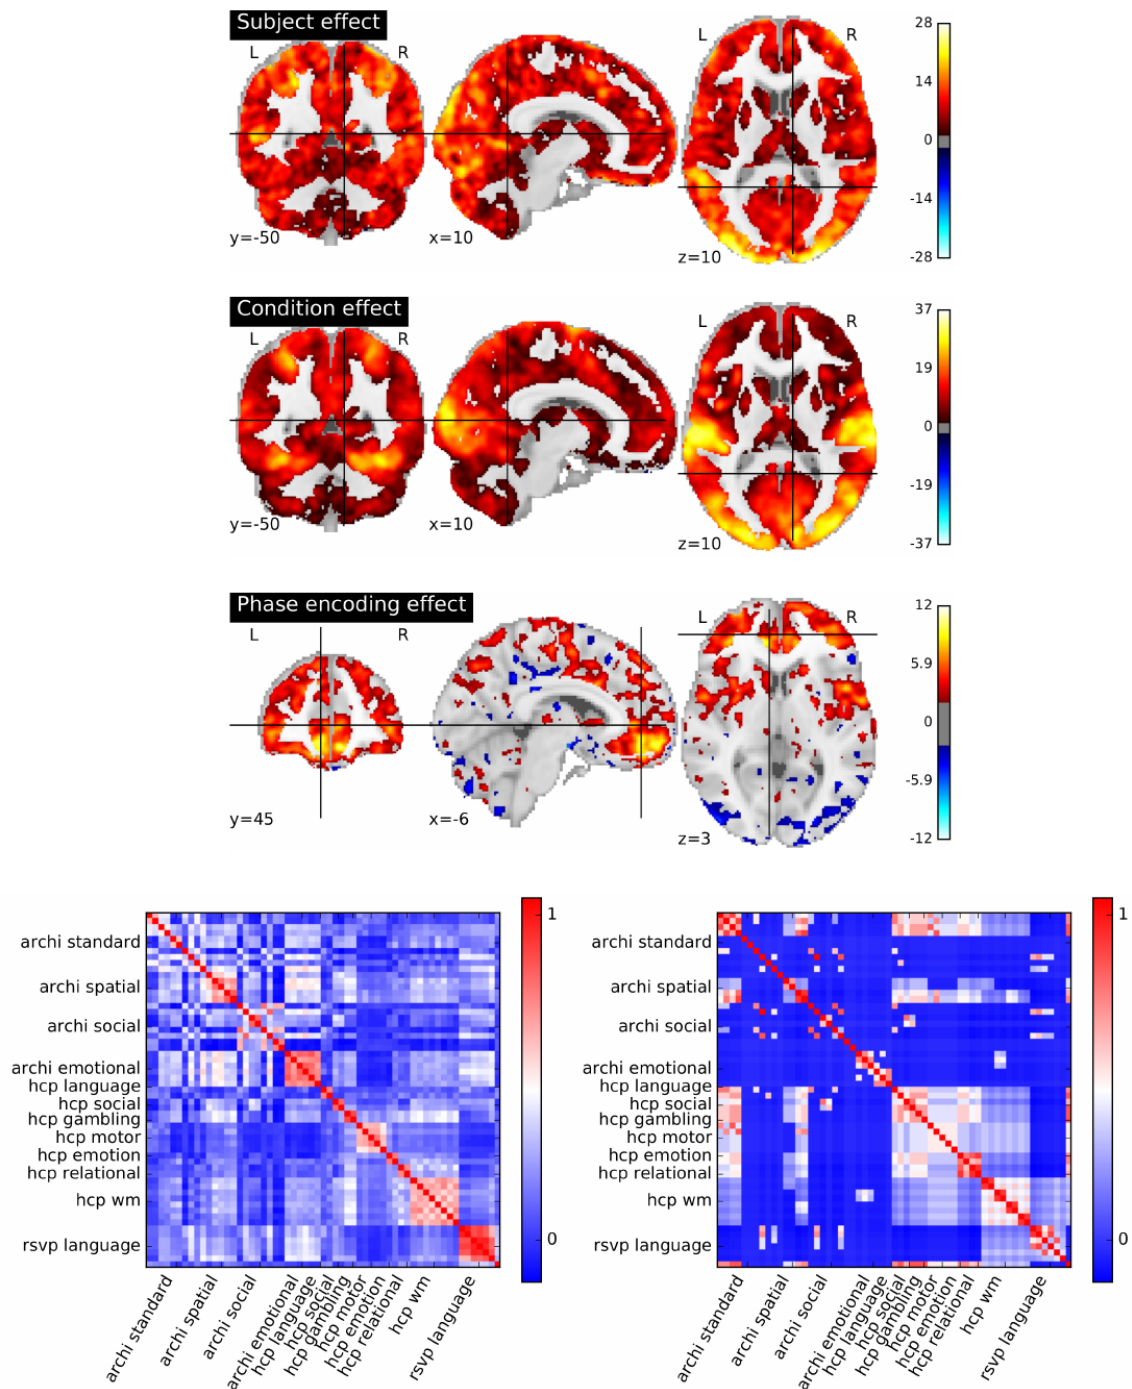 Subject effect
L R
y=-50 x=10 z=10
28
14
0
-14
-28
Condition effect
L R L R
y=-50 x=10 z=10
37
19
0
-19
-37
Phase encoding effect
L R L R
y=45 x=-6 z=3
12
5.9
0
-5.9
-12
archi standard
archi spatial
archi social
archi emotional
hcp language
hcp social
hcp gambling
hcp motor
hcp emotion
hcp relational
hcp wm
rsvp language
archi standard
archi spatial
archi social
archi emotional
hcp language
hcp social
hcp gambling
hcp motor
hcp emotion
hcp relational
hcp wm
rsvp language
1
0
archi standard
archi spatial
archi social
archi emotional
hcp language
hcp social
hcp gambling
hcp motor
hcp emotion
hcp relational
hcp wm
rsvp language
archi standard
archi spatial
archi social
archi emotional
hcp language
hcp social
hcp gambling
hcp motor
hcp emotion
hcp relational
hcp wm
rsvp language
1
0